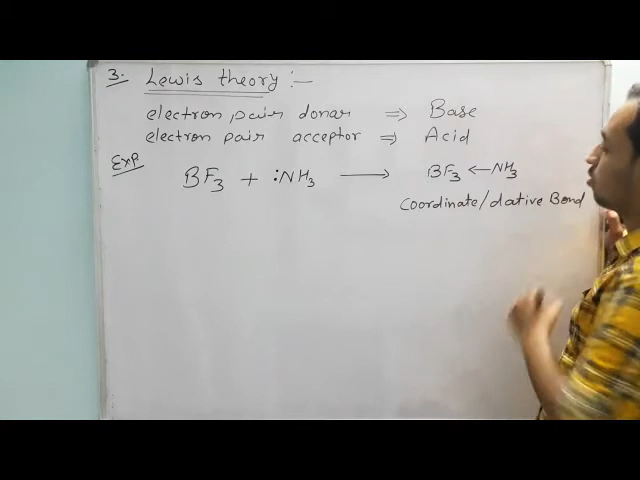 3. Lewis theory :-
electron pair donar ⇒ Base
electron pair acceptor ⇒ Acid
Exp
BF₃ + :NH₃ ⟶ BF₃ ← NH₃
Coordinate/dative Bond